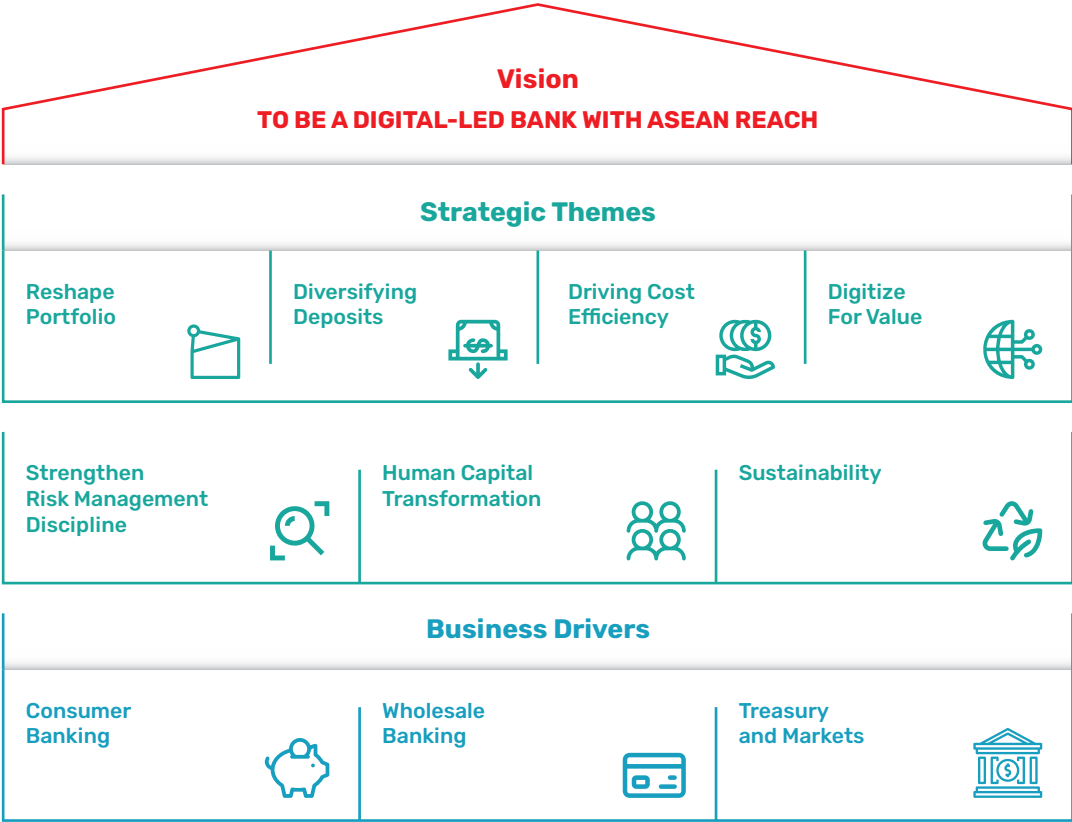 Vision
TO BE A DIGITAL-LED BANK WITH ASEAN REACH
Strategic Themes
Reshape
Portfolio
Diversifying
Deposits
Driving Cost
Efficiency
Digitize
For Value
Strengthen
Risk Management
Discipline
Human Capital
Transformation
Sustainability
Business Drivers
Consumer
Banking
Wholesale
Banking
Treasury
and Markets